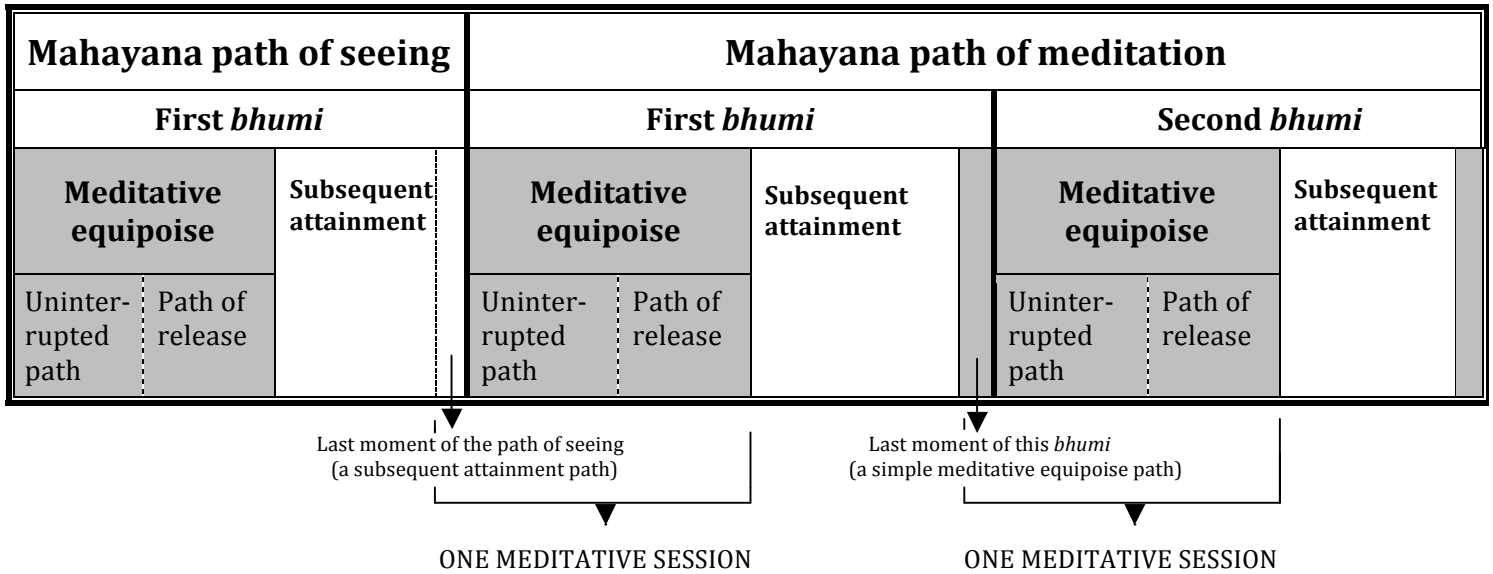 Mahayana path of seeing
Mahayana path of meditation
First bhumi
First bhumi
Second bhumi
Meditative
equipoise
Subsequent
attainment
Meditative
equipoise
Subsequent
attainment
Meditative
equipoise
Subsequent
attainment
Uninter-
rupted
path
Path of
release
Uninter-
rupted
path
Path of
release
Uninter-
rupted
path
Path of
release
Last moment of the path of seeing
(a subsequent attainment path)
Last moment of this bhumi
(a simple meditative equipoise path)
ONE MEDITATIVE SESSION
ONE MEDITATIVE SESSION